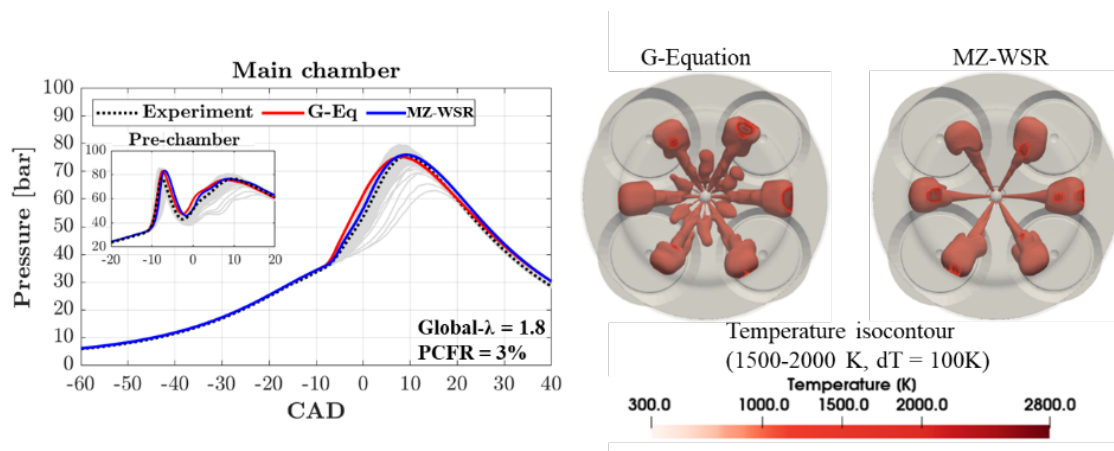 Main chamber
Pressure [bar]
100
90
80
70
60
50
40
30
20
10
0
Experiment G-Eq MZ-WSR
Pre-chamber
100
80
60
40
20
-20 -10 0 10 20
Global-λ = 1.8
PCFR = 3%
-60 -50 -40 -30 -20 -10 0 10 20 30 40
CAD
G-Equation MZ-WSR
Temperature isocontour
(1500-2000 K, dT = 100K)
Temperature (K)
300.0 1000.0 1500.0 2000.0 2800.0